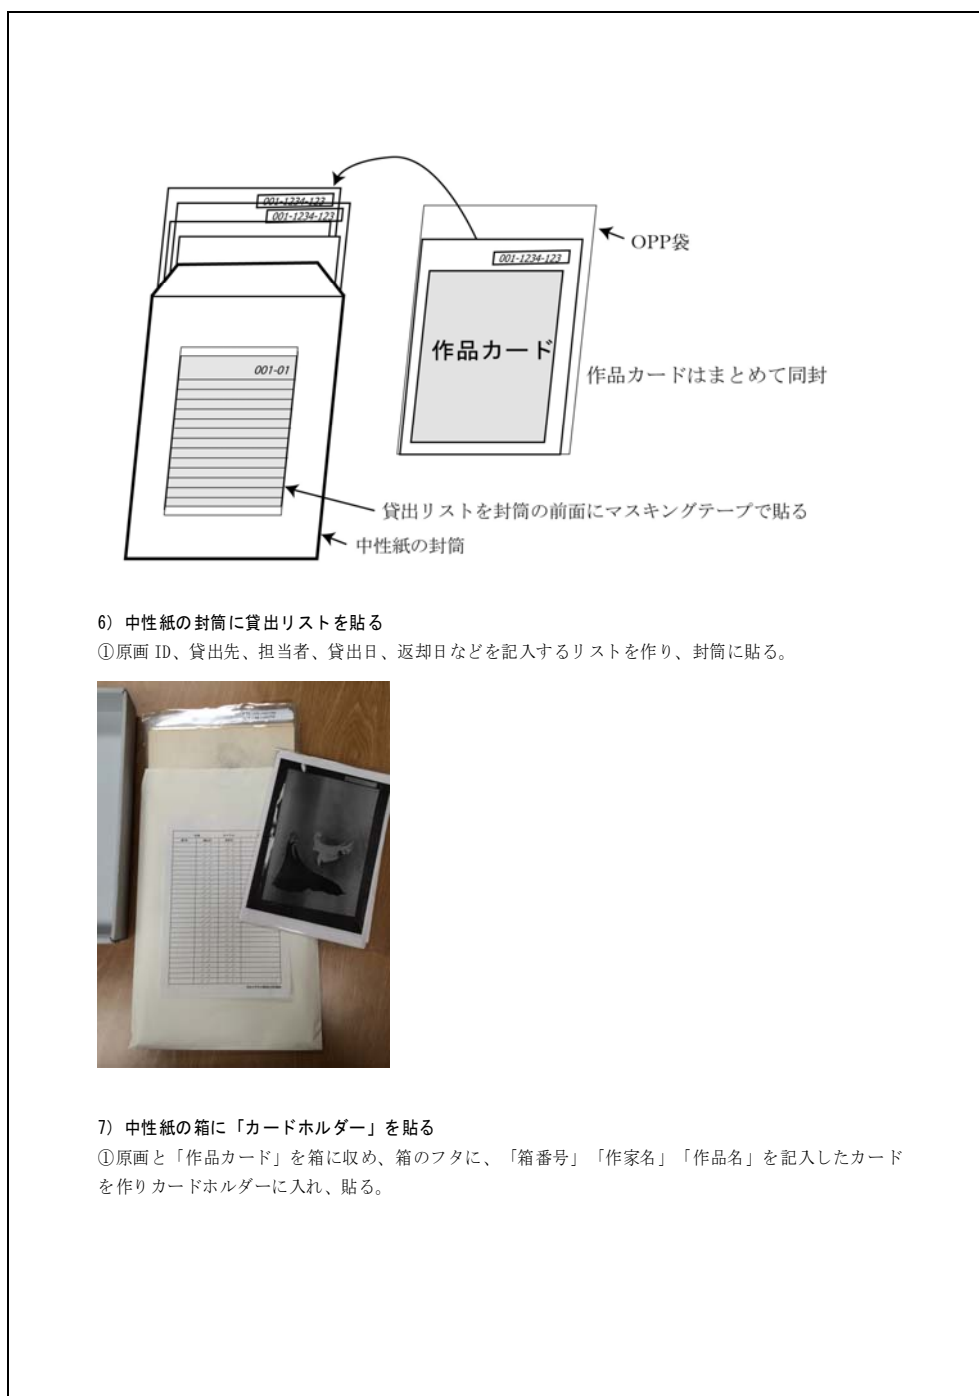 001-1234-123
001-1234-123
OPP袋
001-1234-123
作品カード
001-01
作品カードはまとめて同封
貸出リストを封筒の前面にマスキングテープで貼る
中性紙の封筒
6) 中性紙の封筒に貸出リストを貼る
①原画 ID、貸出先、担当者、貸出日、返却日などを記入するリストを作り、封筒に貼る。
7) 中性紙の箱に「カードホルダー」を貼る
①原画と「作品カード」を箱に収め、箱のフタに、「箱番号」「作家名」「作品名」を記入したカード
を作りカードホルダーに入れ、貼る。